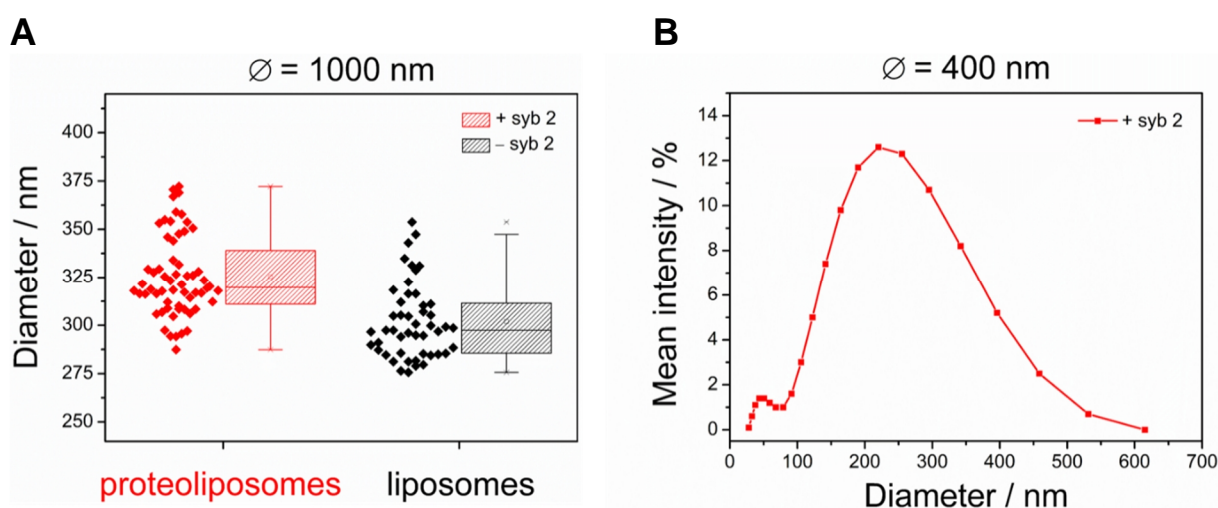 A
∅ = 1000 nm
+ syb 2
– syb 2
Diameter / nm
400
375
350
325
300
275
250
proteoliposomes
liposomes
B
∅ = 400 nm
+ syb 2
Mean intensity / %
14
12
10
8
6
4
2
0
0 100 200 300 400 500 600 700
Diameter / nm